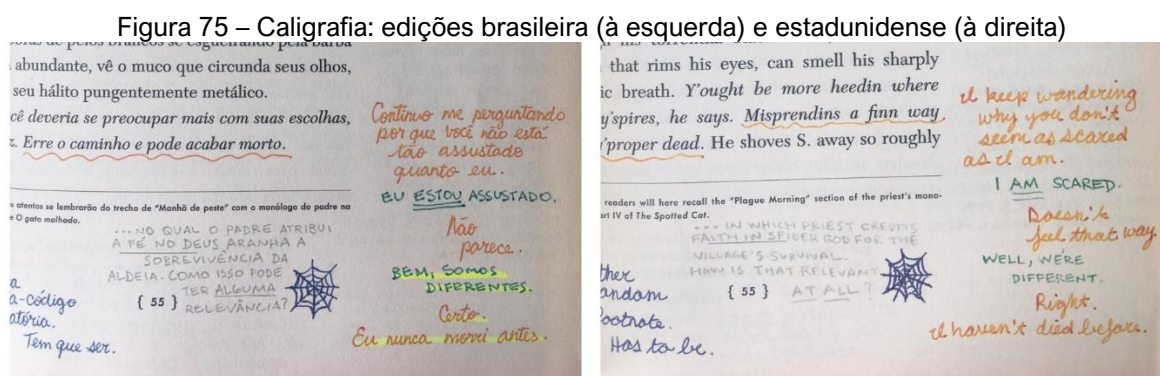 Figura 75 – Caligrafia: edições brasileira (à esquerda) e estadunidense (à direita)
abundante, vê o muco que circunda seus olhos,
seu hálito pungentemente metálico.
cê deveria se preocupar mais com suas escolhas,
z. Erre o caminho e pode acabar morto.
s atentos se lembrarão do trecho de "Manhã de peste" com o monólogo do padre na
e O gato malhado.
... NO QUAL O PADRE ATRIBUI
A FÉ NO DEUS ARANHA A
SOBREVIVÊNCIA DA
ALDEIA. COMO ISSO PODE
TER ALGUMA
RELEVÂNCIA?
{ 55 }
a
a-código
atória.
Tem que ser.
Continuo me perguntando
por que você não está
tão assustado
quanto eu.
EU ESTOU ASSUSTADO.
Não
parece.
BEM, SOMOS
DIFERENTES.
Certo.
Eu nunca morri antes.
that rims his eyes, can smell his sharply
ic breath. Y'ought be more heedin where
y'spires, he says. Misprendins a finn way
y'proper dead. He shoves S. away so roughly
readers will here recall the "Plague Morning" section of the priest's mono-
art IV of The Spotted Cat.
... IN WHICH PRIEST CREDITS
FAITH IN SPIDER GOD FOR THE
VILLAGE'S SURVIVAL.
HOW IS THAT RELEVANT
AT ALL?
{ 55 }
ther
andom
ootnote.
Has to be.
I keep wondering
why you don't
seem as scared
as I am.
I AM SCARED.
Doesn't
feel that way.
WELL, WE'RE
DIFFERENT.
Right.
I haven't died before.